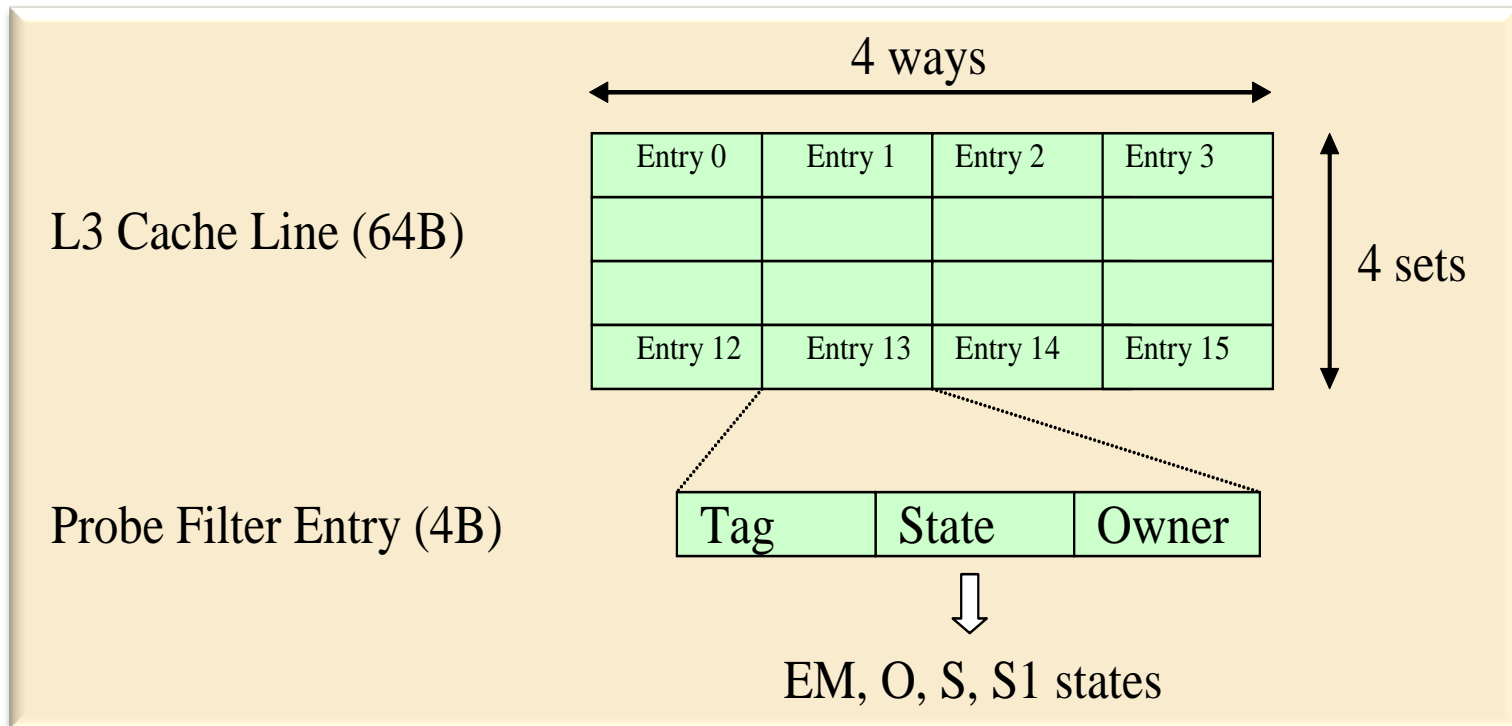 4 ways
Entry 0 Entry 1 Entry 2 Entry 3
L3 Cache Line (64B)
4 sets
Entry 12 Entry 13 Entry 14 Entry 15
Probe Filter Entry (4B)
Tag State Owner
EM, O, S, S1 states